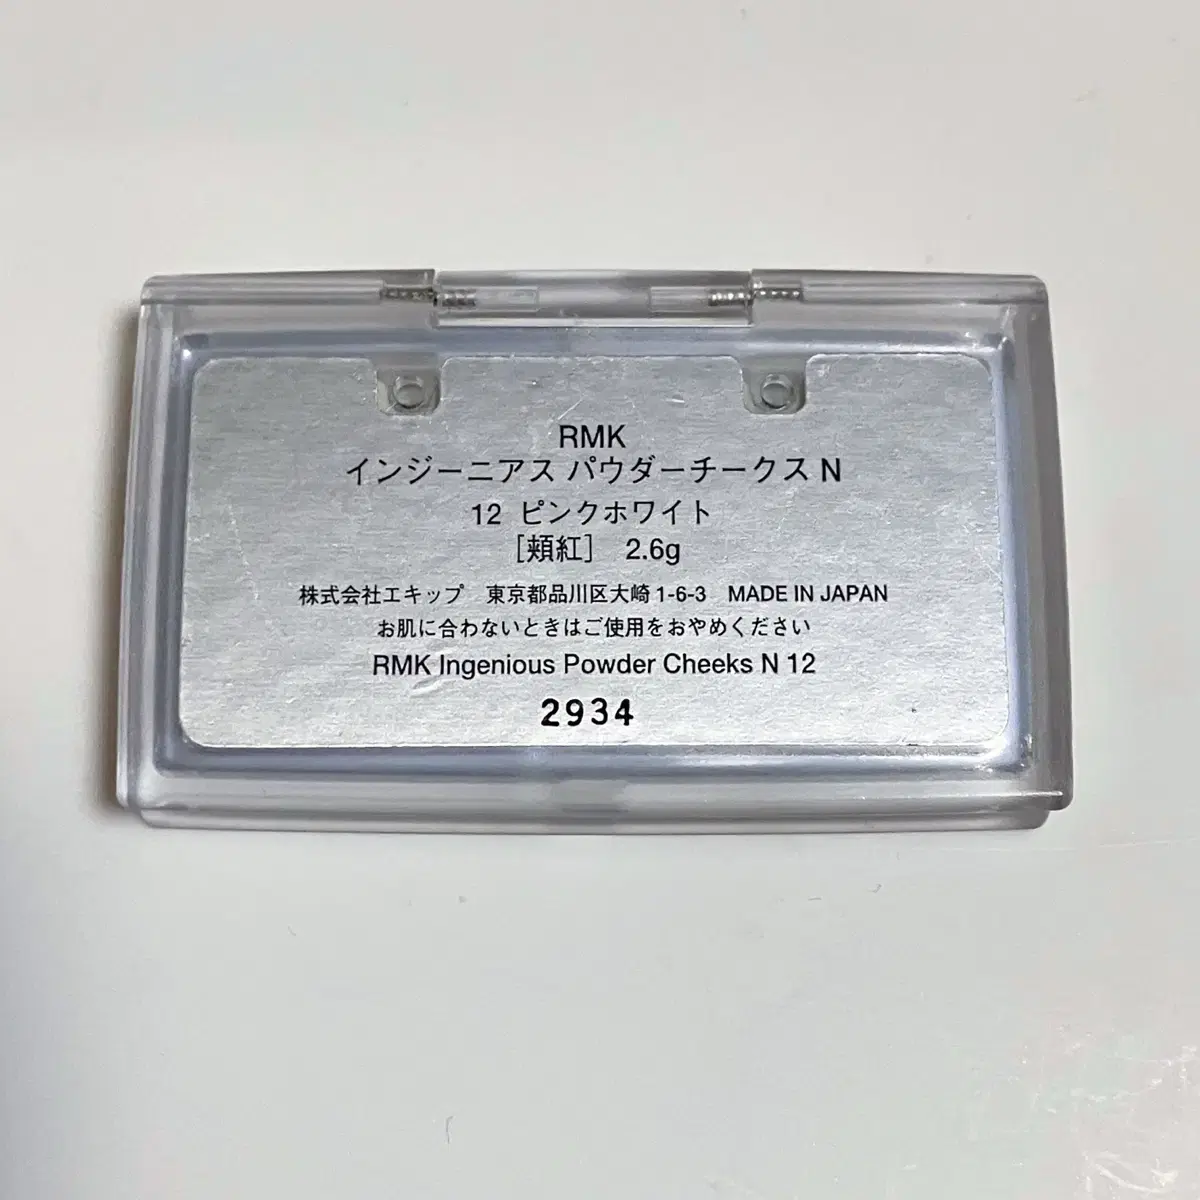 RMK
インジーニアス パウダーチークス N
12 ピンクホワイト
[頬紅] 2.6g
株式会社エキップ 東京都品川区大崎1-6-3 MADE IN JAPAN
お肌に合わないときはご使用をおやめください
RMK Ingenious Powder Cheeks N 12
2934